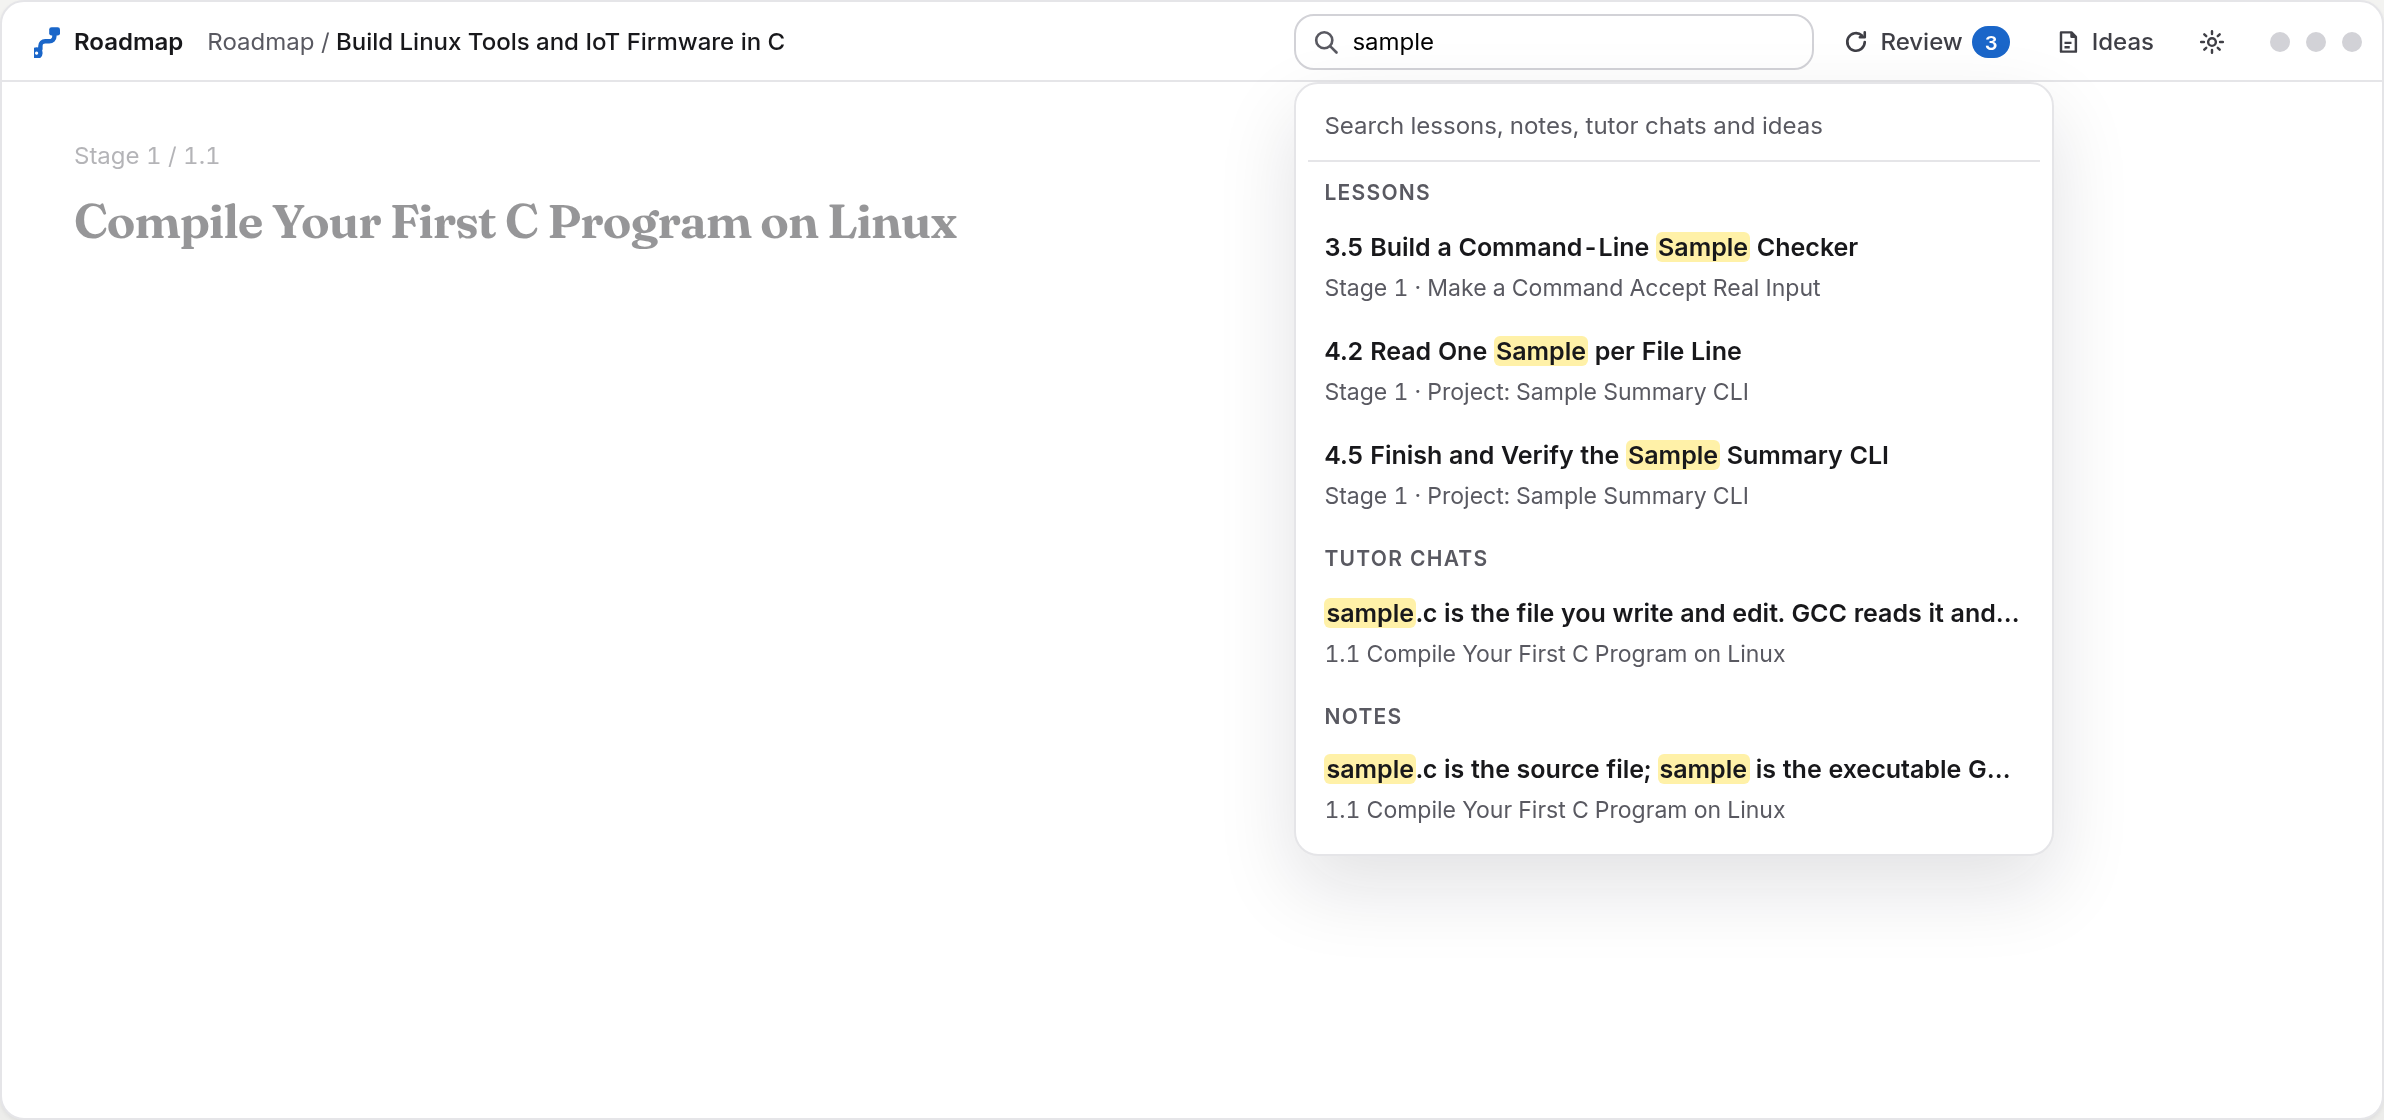 Roadmap Roadmap / Build Linux Tools and IoT Firmware in C
sample
Review 3
Ideas
Stage 1 / 1.1
Compile Your First C Program on Linux
Search lessons, notes, tutor chats and ideas
LESSONS
3.5 Build a Command-Line Sample Checker
Stage 1 · Make a Command Accept Real Input
4.2 Read One Sample per File Line
Stage 1 · Project: Sample Summary CLI
4.5 Finish and Verify the Sample Summary CLI
Stage 1 · Project: Sample Summary CLI
TUTOR CHATS
sample.c is the file you write and edit. GCC reads it and...
1.1 Compile Your First C Program on Linux
NOTES
sample.c is the source file; sample is the executable G...
1.1 Compile Your First C Program on Linux